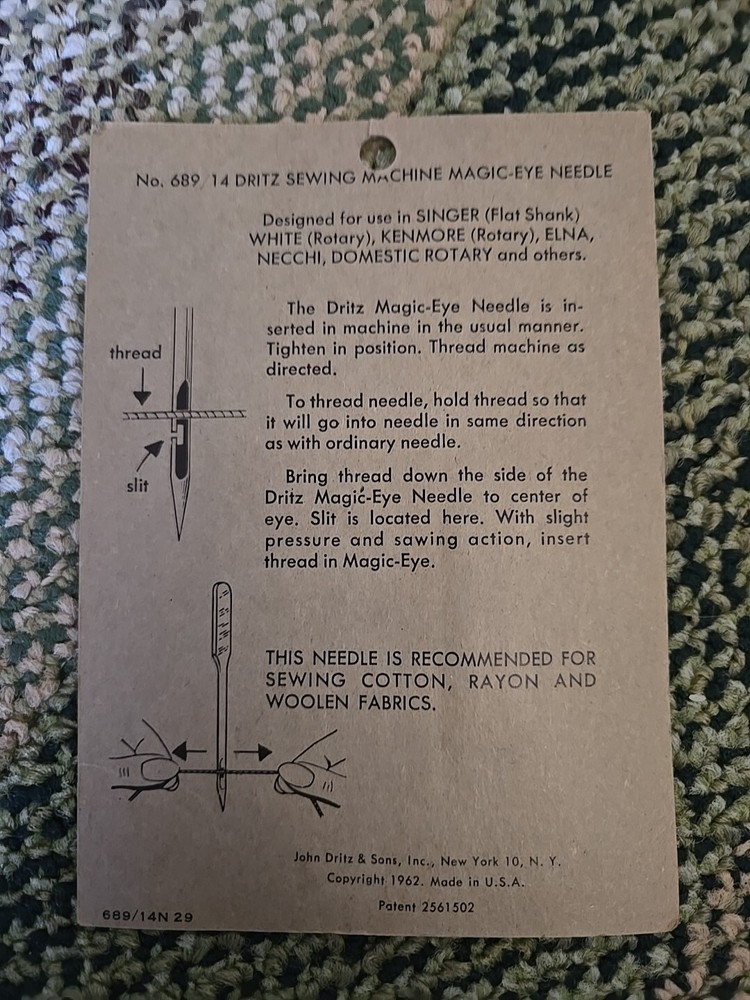 No. 689/14 DRITZ SEWING MACHINE MAGIC-EYE NEEDLE
Designed for use in SINGER (Flat Shank)
WHITE (Rotary), KENMORE (Rotary), ELNA,
NECCHI, DOMESTIC ROTARY and others.
The Dritz Magic-Eye Needle is in-
serted in machine in the usual manner.
Tighten in position. Thread machine as
directed.
To thread needle, hold thread so that
it will go into needle in same direction
as with ordinary needle.
Bring thread down the side of the
Dritz Magic-Eye Needle to center of
eye. Slit is located here. With slight
pressure and sawing action, insert
thread in Magic-Eye.
thread
slit
THIS NEEDLE IS RECOMMENDED FOR
SEWING COTTON, RAYON AND
WOOLEN FABRICS.
John Dritz & Sons, Inc., New York 10, N. Y.
Copyright 1962. Made in U.S.A.
Patent 2561502
689/14N 29